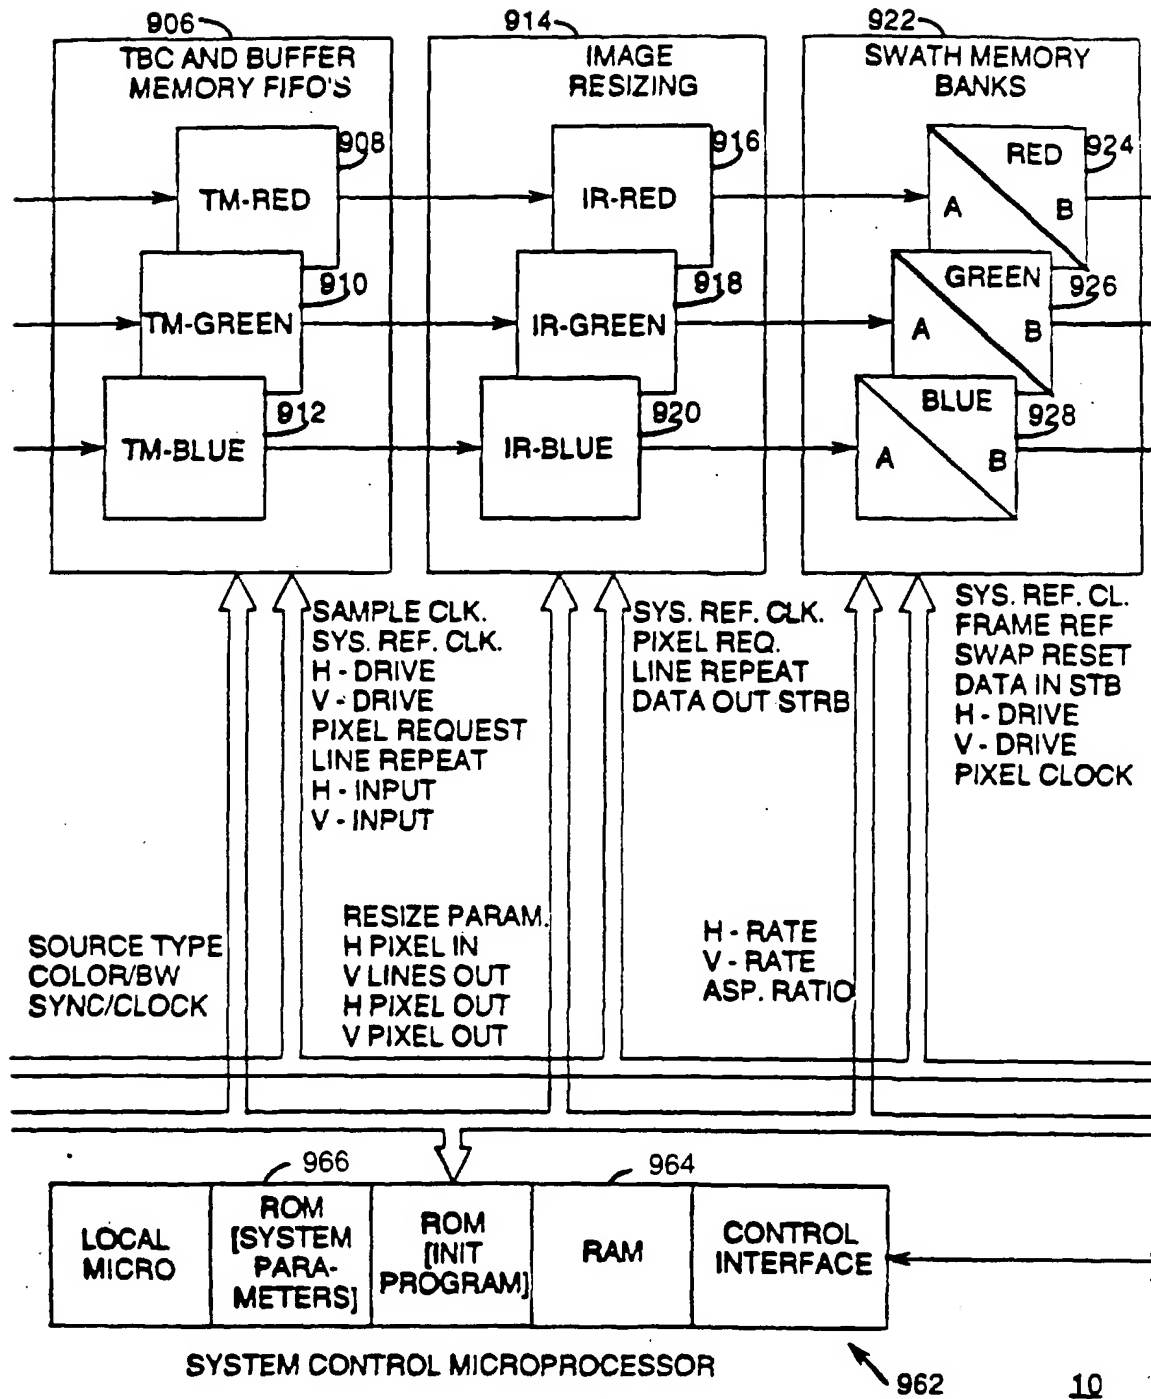 906
TBC AND BUFFER
MEMORY FIFO'S
914
IMAGE
RESIZING
922
SWATH MEMORY
BANKS
908
TM-RED
916
IR-RED
RED
924
A
B
910
TM-GREEN
918
IR-GREEN
GREEN
926
A
B
912
TM-BLUE
920
IR-BLUE
BLUE
928
A
B
SAMPLE CLK.
SYS. REF. CLK.
H - DRIVE
V - DRIVE
PIXEL REQUEST
LINE REPEAT
H - INPUT
V - INPUT
SYS. REF. CLK.
PIXEL REQ.
LINE REPEAT
DATA OUT STRB
SYS. REF. CL.
FRAME REF
SWAP RESET
DATA IN STB
H - DRIVE
V - DRIVE
PIXEL CLOCK
SOURCE TYPE
COLOR/BW
SYNC/CLOCK
RESIZE PARAM.
H PIXEL IN
V LINES OUT
H PIXEL OUT
V PIXEL OUT
H - RATE
V - RATE
ASP. RATIO
966
964
LOCAL
MICRO
ROM
[SYSTEM
PARA-
METERS]
ROM
[INIT
PROGRAM]
RAM
CONTROL
INTERFACE
SYSTEM CONTROL MICROPROCESSOR
962
10